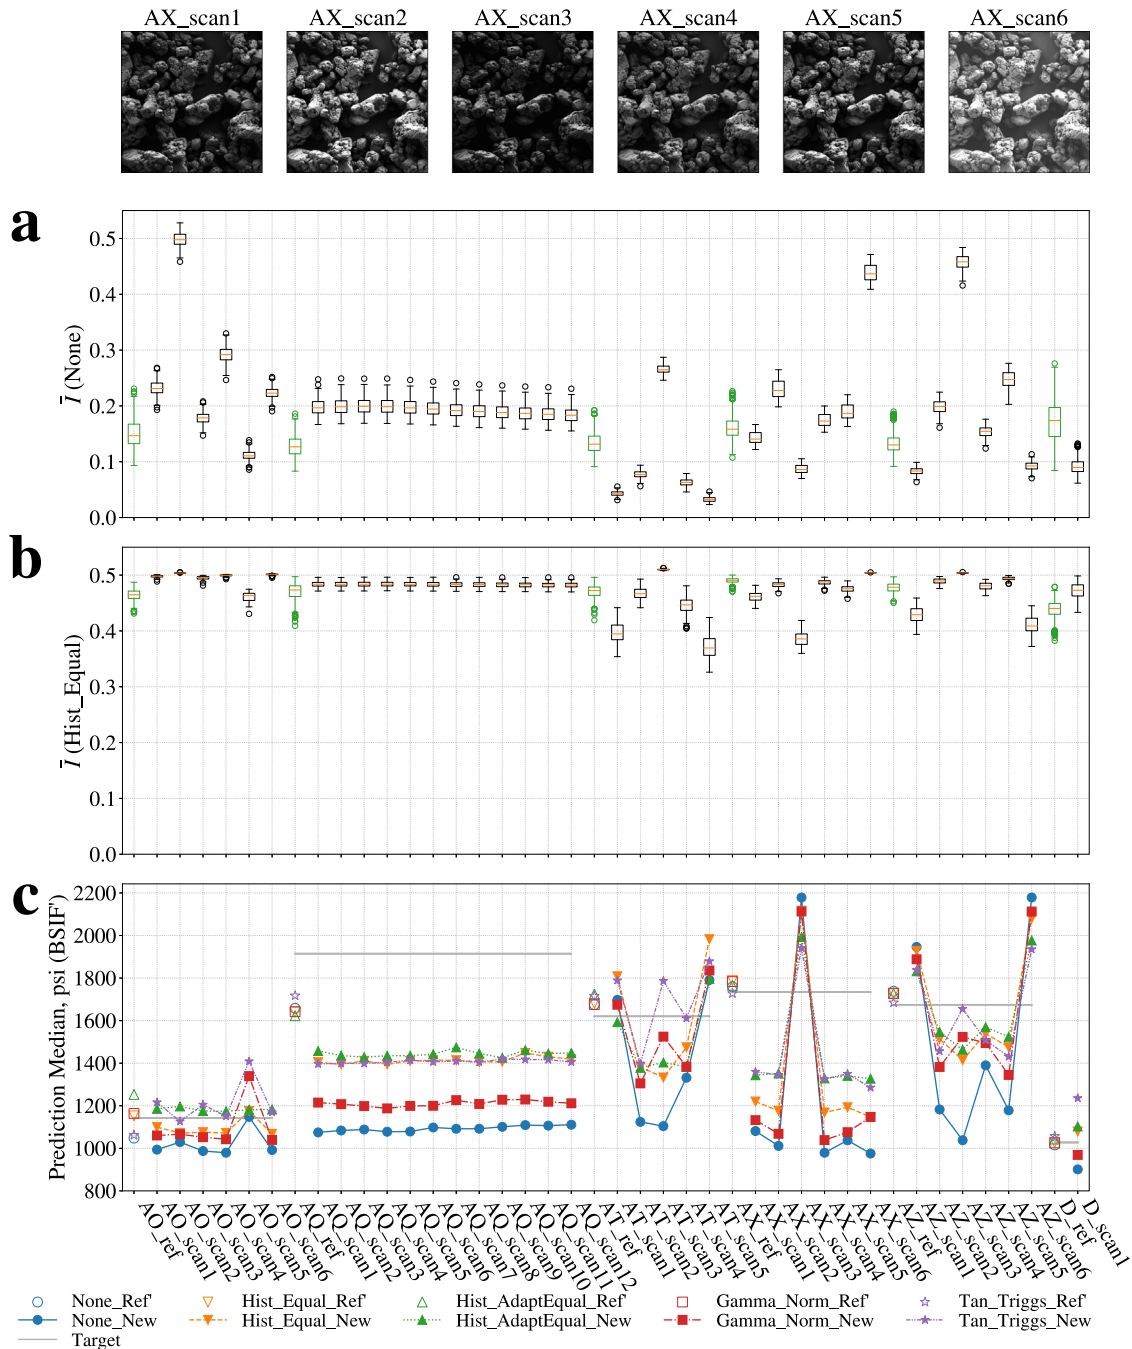 AX_scan1 AX_scan2 AX_scan3 AX_scan4 AX_scan5 AX_scan6
a
Ī (None)
0.5
0.4
0.3
0.2
0.1
0.0
b
Ī (Hist_Equal)
0.5
0.4
0.3
0.2
0.1
0.0
c
Prediction Median, psi (BSIF')
2200
2000
1800
1600
1400
1200
1000
800
AO_ref AO_scan1 AO_scan2 AO_scan3 AO_scan4 AO_scan5 AO_scan6 AQ_ref AQ_scan1 AQ_scan2 AQ_scan3 AQ_scan4 AQ_scan5 AQ_scan6 AQ_scan7 AQ_scan8 AQ_scan9 AQ_scan10 AQ_scan11 AQ_scan12 AT_ref AT_scan1 AT_scan2 AT_scan3 AT_scan4 AT_scan5 AX_ref AX_scan1 AX_scan2 AX_scan3 AX_scan4 AX_scan5 AX_scan6 AZ_ref AZ_scan1 AZ_scan2 AZ_scan3 AZ_scan4 AZ_scan5 AZ_scan6 D_ref D_scan1
None_Ref' Hist_Equal_Ref' Hist_AdaptEqual_Ref' Gamma_Norm_Ref' Tan_Triggs_Ref'
None_New Hist_Equal_New Hist_AdaptEqual_New Gamma_Norm_New Tan_Triggs_New
Target